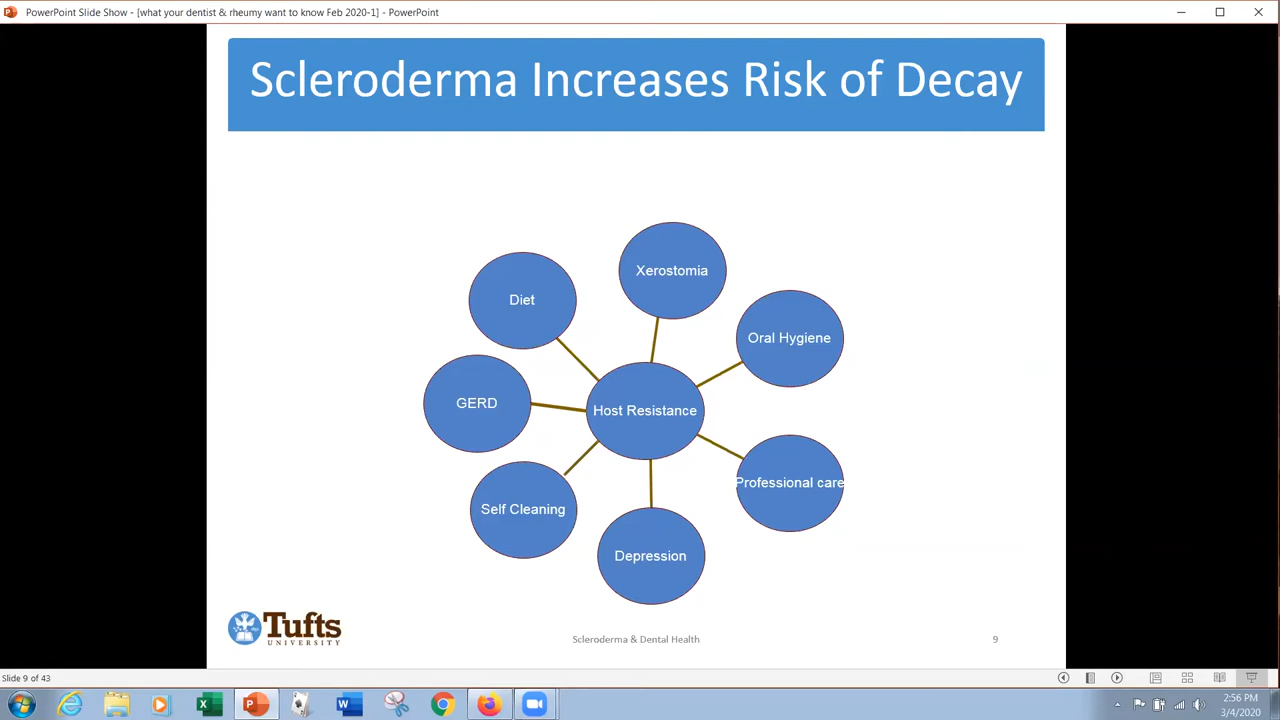 PowerPoint Slide Show - [what your dentist & rheumy want to know Feb 2020-1] - PowerPoint
Scleroderma Increases Risk of Decay
Xerostomia
Diet
Oral Hygiene
GERD
Host Resistance
Professional care
Self Cleaning
Depression
Tufts
UNIVERSITY
Scleroderma & Dental Health
9
Slide 9 of 43
2:56 PM
3/4/2020